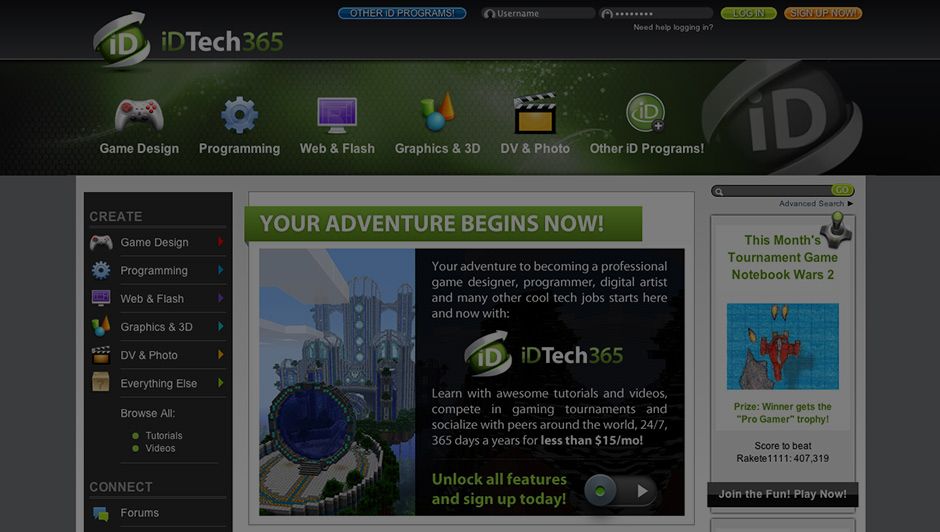 OTHER iD PROGRAMS!
Username
••••••••
LOG IN
SIGN UP NOW!
Need help logging in?
iD
iDTech365
Game Design
Programming
Web & Flash
Graphics & 3D
DV & Photo
iD
Other iD Programs!
iD
CREATE
Game Design
Programming
Web & Flash
Graphics & 3D
DV & Photo
Everything Else
Browse All:
Tutorials
Videos
CONNECT
Forums
YOUR ADVENTURE BEGINS NOW!
Your adventure to becoming a professional
game designer, programmer, digital artist
and many other cool tech jobs starts here
and now with:
iD
iDTech365
Learn with awesome tutorials and videos,
compete in gaming tournaments and
socialize with peers around the world, 24/7,
365 days a years for less than $15/mo!
Unlock all features
and sign up today!
GO
Advanced Search
This Month's
Tournament Game
Notebook Wars 2
Prize: Winner gets the
"Pro Gamer" trophy!
Score to beat
Rakete1111: 407,319
Join the Fun! Play Now!